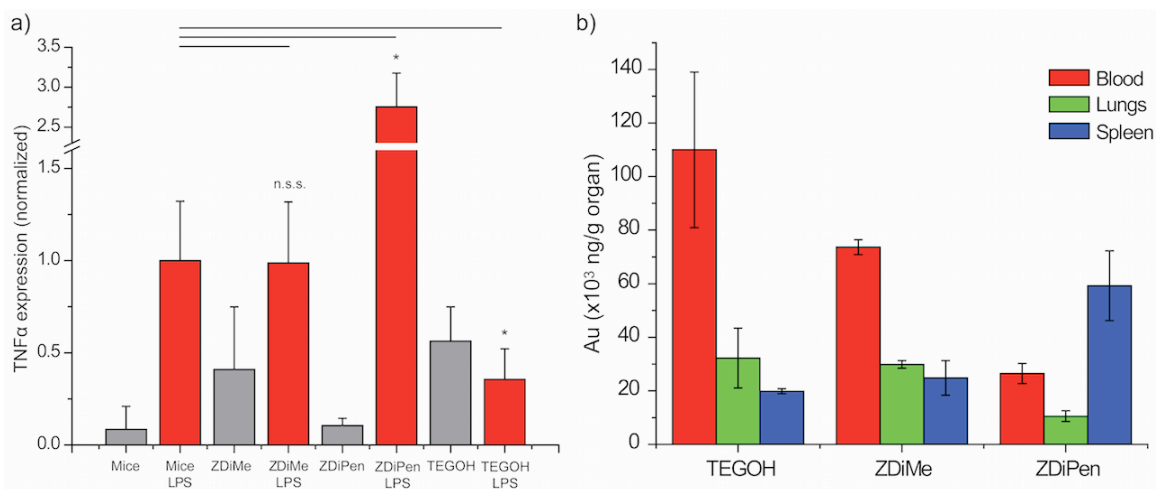 a)
TNFα expression (normalized)
3.5
3.0
2.5
1.5
1.0
0.5
0.0
n.s.s.
*
*
Mice
Mice
LPS
ZDiMe
ZDiMe
LPS
ZDiPen
ZDiPen
LPS
TEGOH
TEGOH
LPS
b)
Au (x10³ ng/g organ)
140
120
100
80
60
40
20
0
Blood
Lungs
Spleen
TEGOH
ZDiMe
ZDiPen